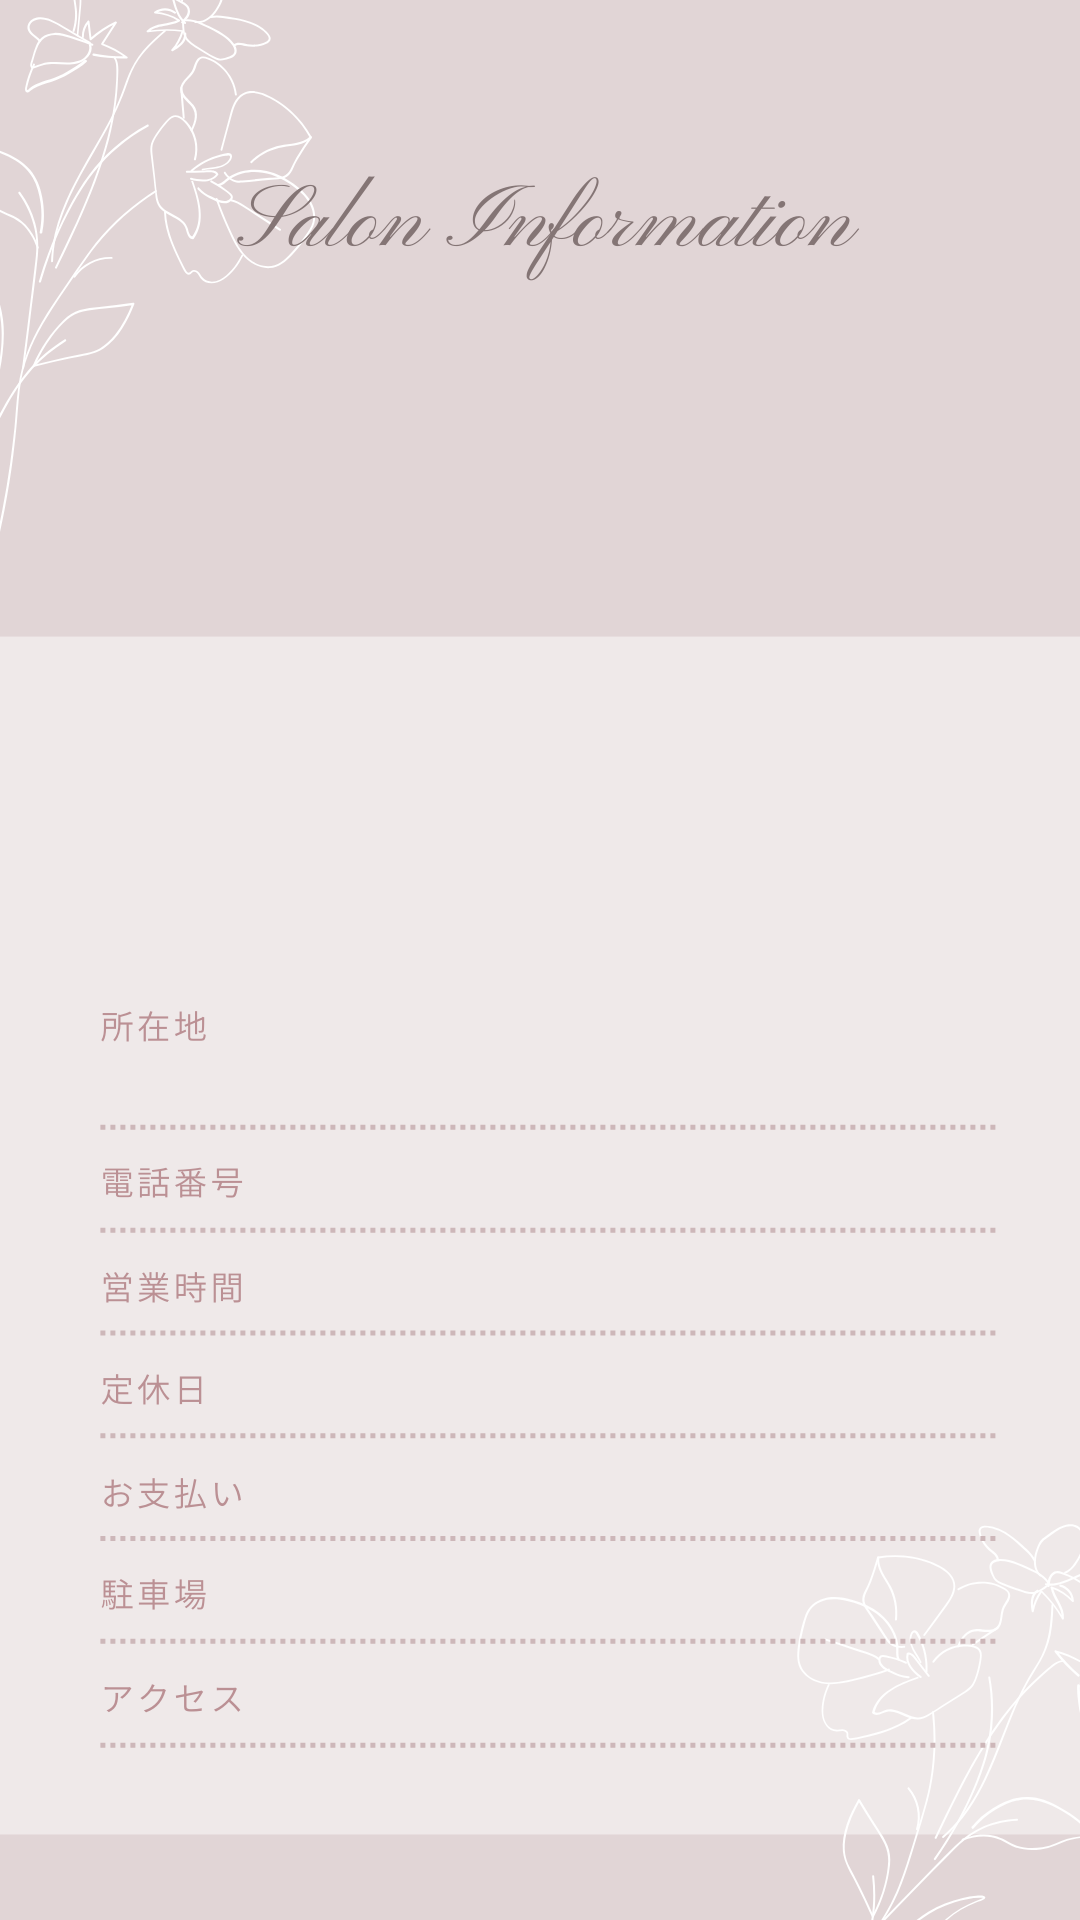 Salon Information
所在地
電話番号
営業時間
定休日
お支払い
駐車場
アクセス